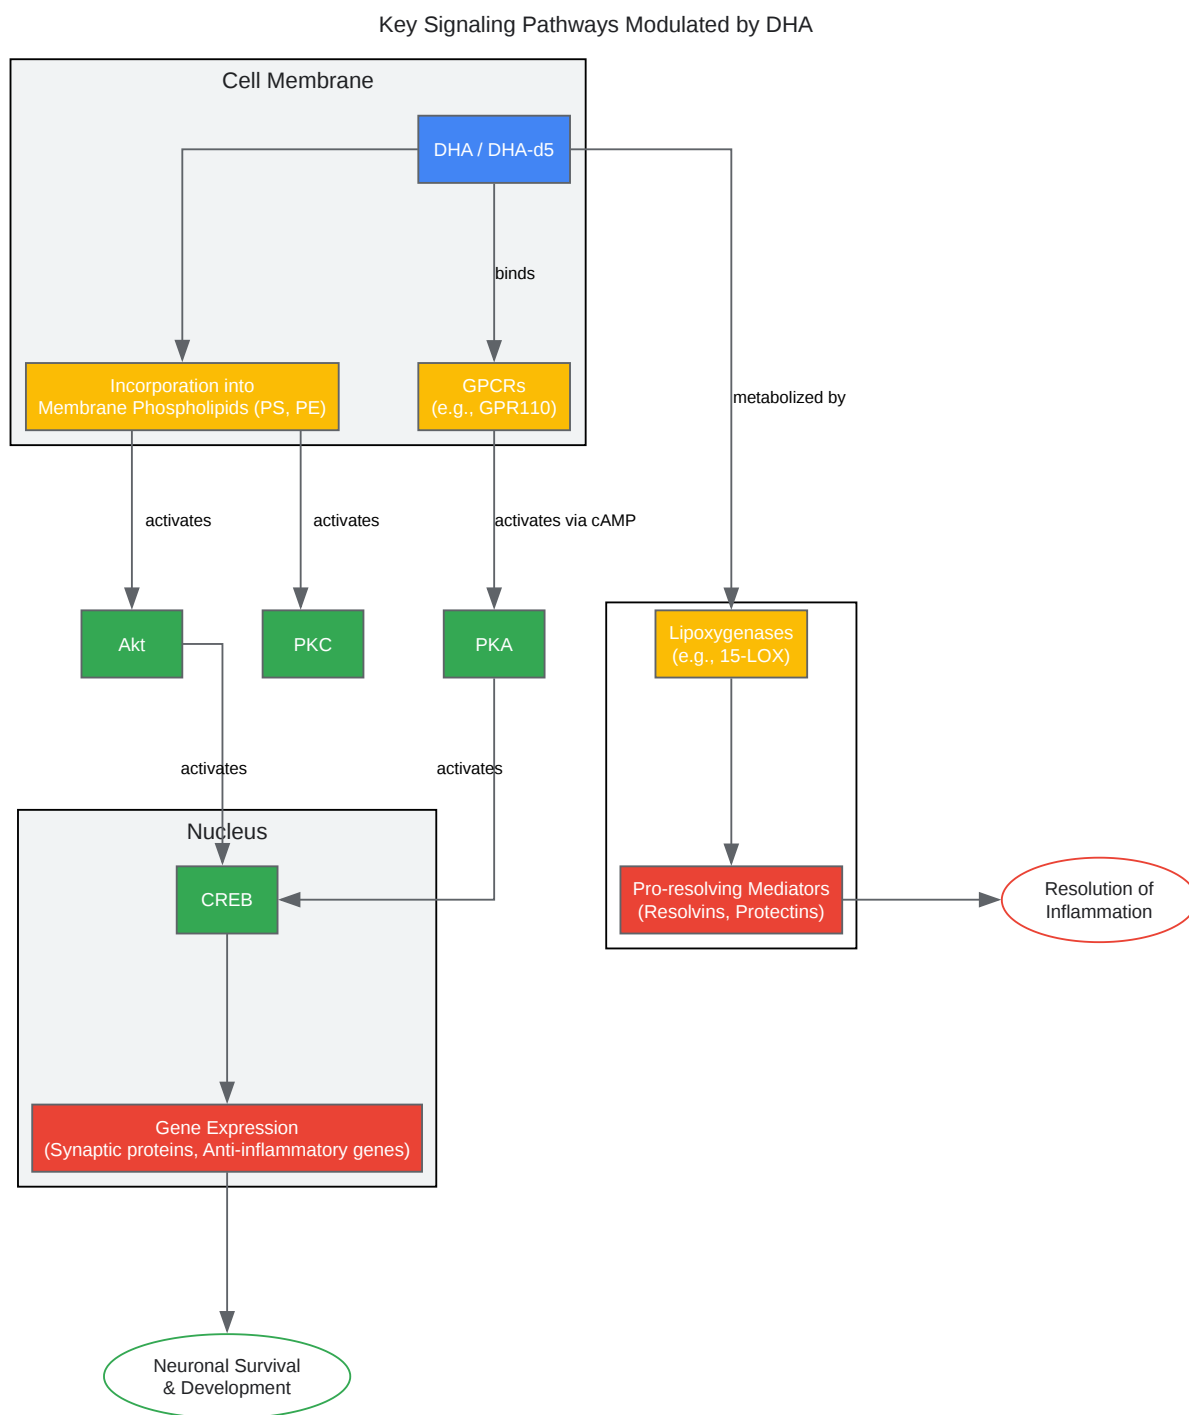 Key Signaling Pathways Modulated by DHA
Cell Membrane
DHA / DHA-d5
binds
metabolized by
Incorporation into
Membrane Phospholipids (PS, PE)
GPCRs
(e.g., GPR110)
activates
activates
activates via cAMP
Akt
PKC
PKA
Lipoxygenases
(e.g., 15-LOX)
activates
activates
Nucleus
CREB
Pro-resolving Mediators
(Resolvins, Protectins)
Resolution of
Inflammation
Gene Expression
(Synaptic proteins, Anti-inflammatory genes)
Neuronal Survival
& Development